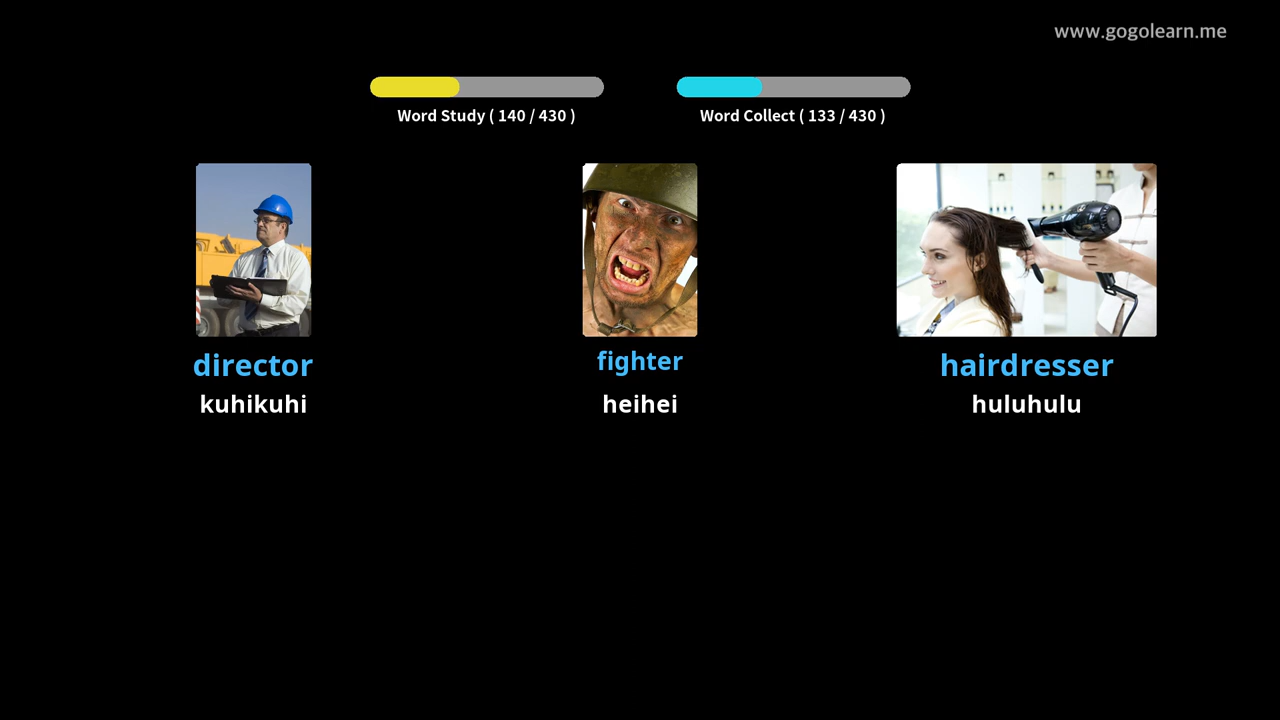 www.gogolearn.me
Word Study ( 140 / 430 )
Word Collect ( 133 / 430 )
director
fighter
hairdresser
kuhikuhi
heihei
huluhulu